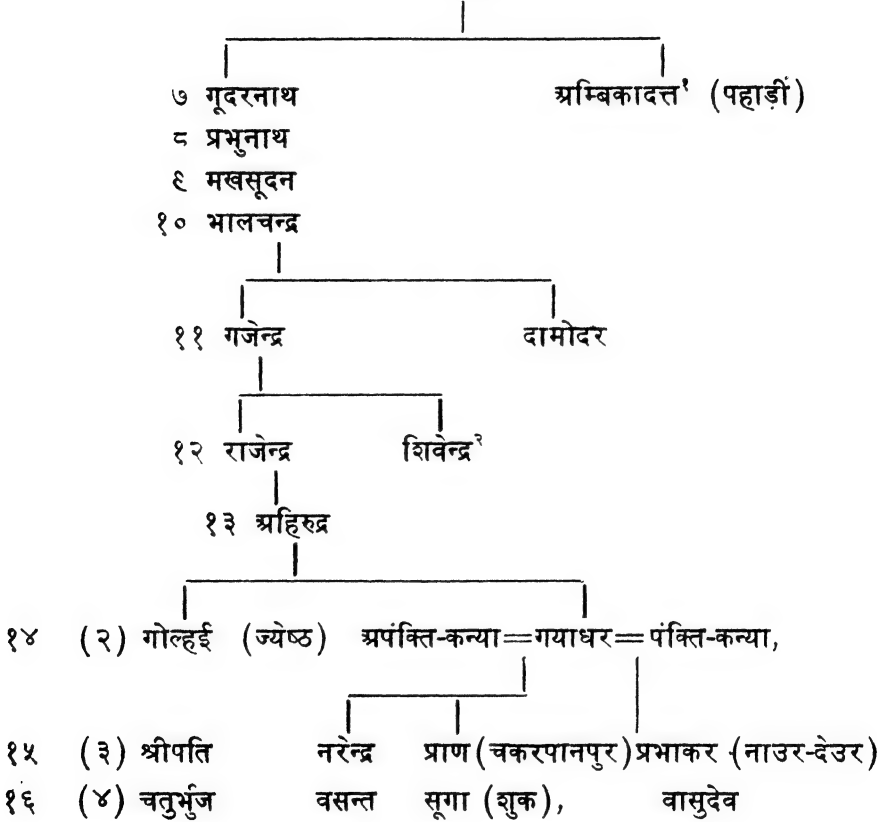 ७ गूदरनाथ अम्बिकादत्त१ (पहाड़ीं)
८ प्रभुनाथ
९ मखसूदन
१० भालचन्द्र
११ गजेन्द्र दामोदर
१२ राजेन्द्र शिवेन्द्र२
१३ अहिरुद्र
१४ (२) गोल्हई (ज्येष्ठ) अपंक्ति-कन्या=गयाधर=पंक्ति-कन्या,
१५ (३) श्रीपति नरेन्द्र प्राण (चकरपानपुर) प्रभाकर (नाउर-देउर)
१६ (४) चतुर्भुज वसन्त सूगा (शुक), वासुदेव